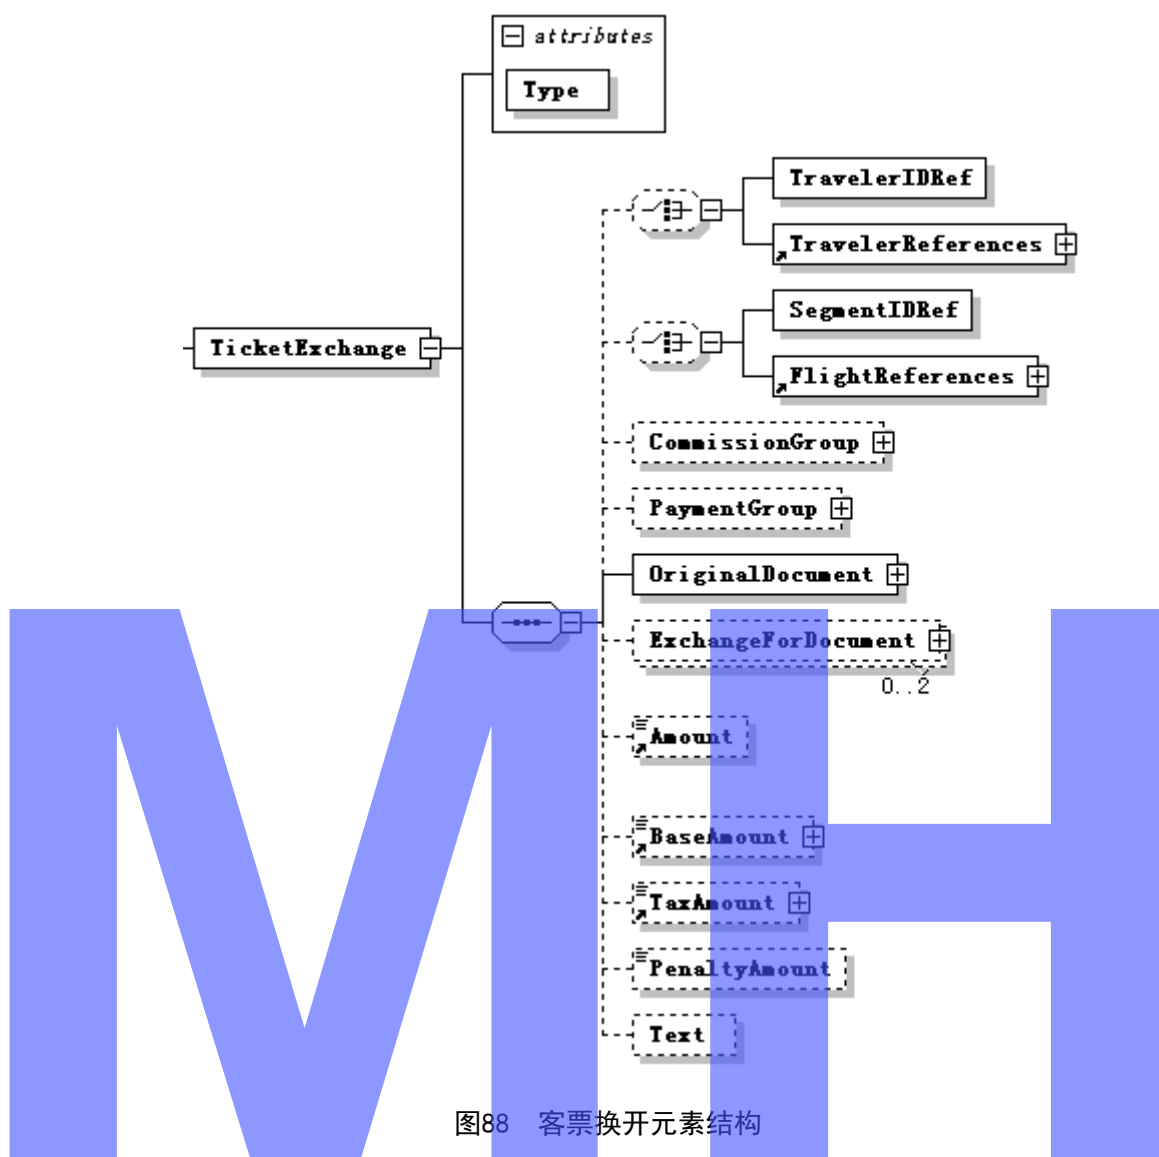 attributes
Type
TravelerIDRef
TravelerReferences
SegmentIDRef
TicketExchange
FlightReferences
CommissionGroup
PaymentGroup
OriginalDocument
ExchangeForDocument
0..2
Amount
BaseAmount
TaxAmount
PenaltyAmount
Text
图88 客票换开元素结构
MH